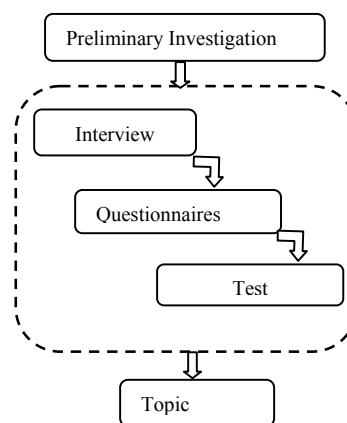 Preliminary Investigation
Interview
Questionnaires
Test
Topic